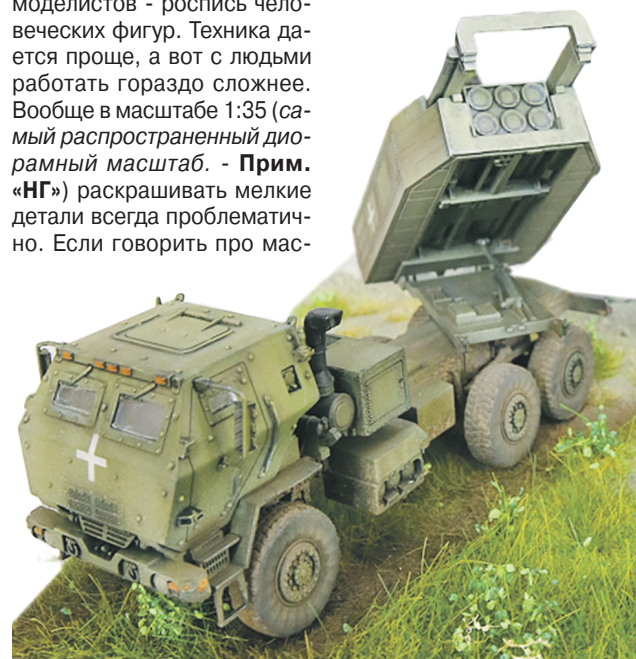 моделистов - роспись чело-
веческих фигур. Техника да-
ется проще, а вот с людьми
работать гораздо сложнее.
Вообще в масштабе 1:35 (са-
мый распространенный дио-
рамный масштаб. - Прим.
«НГ») раскрашивать мелкие
детали всегда проблематич-
но. Если говорить про мас-